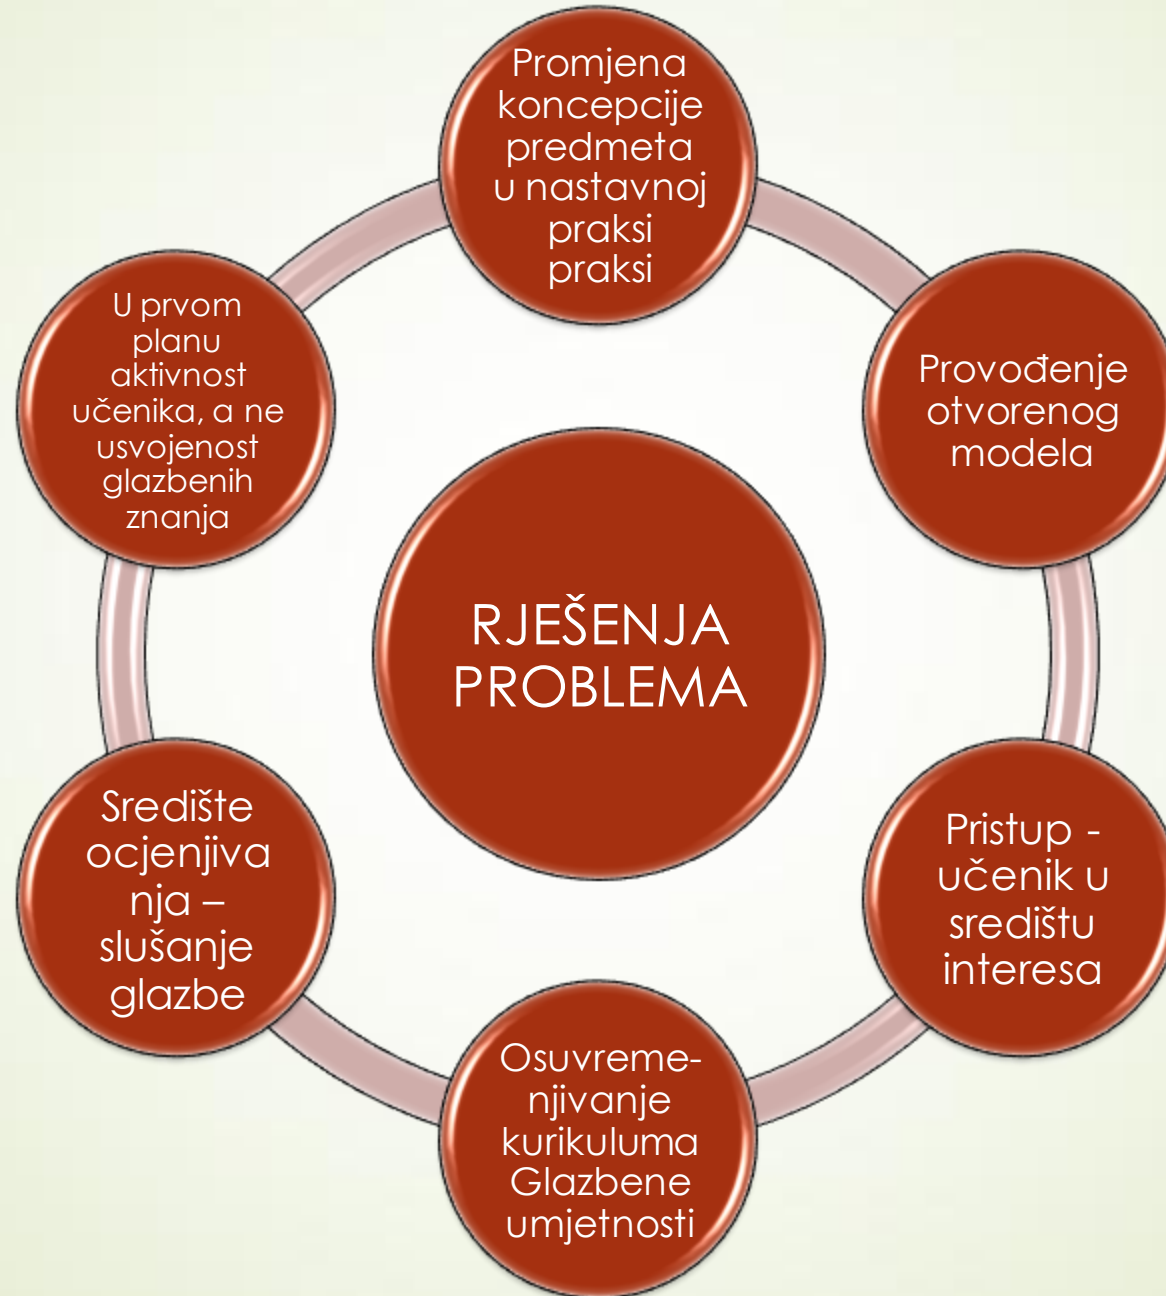 Promjena
koncepcije
predmeta
u nastavnoj
praksi
praksi
Provođenje
otvorenog
modela
Pristup -
učenik u
središtu
interesa
Osuvreme-
njivanje
kurikuluma
Glazbene
umjetnosti
Središte
ocjenjiva
nja –
slušanje
glazbe
U prvom
planu
aktivnost
učenika, a ne
usvojenost
glazbenih
znanja
RJEŠENJA
PROBLEMA